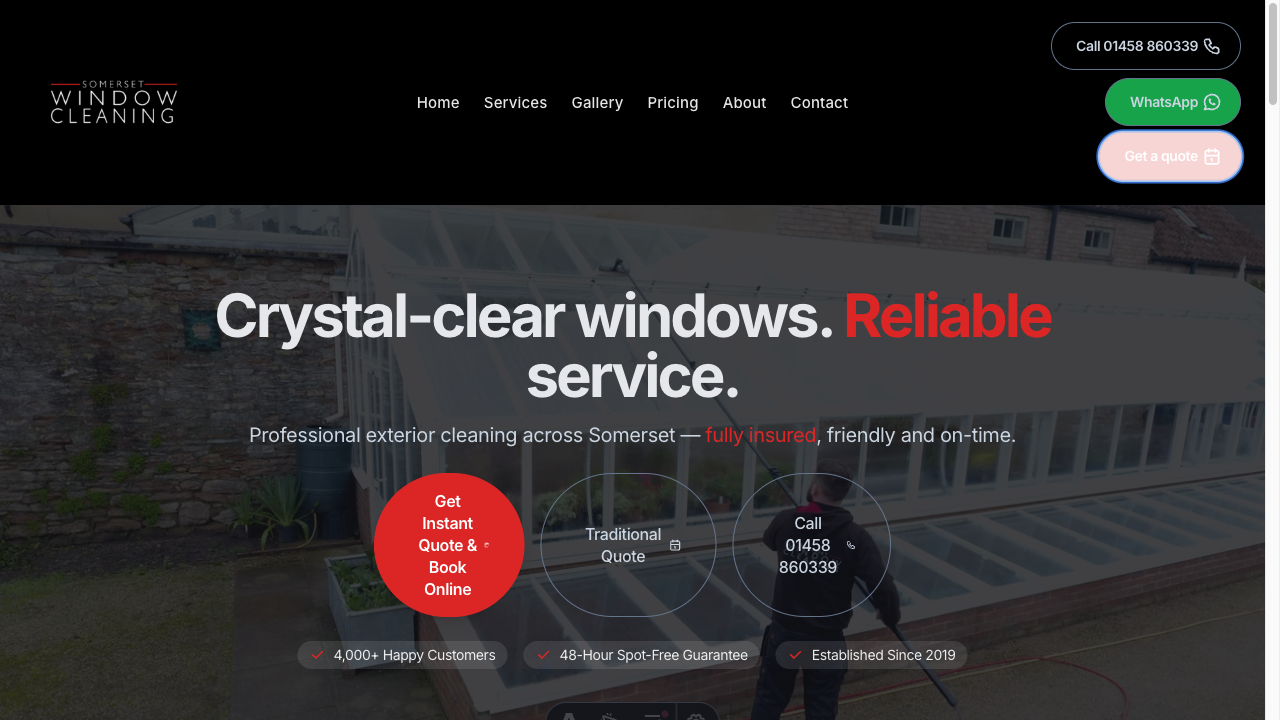 Call 01458 860339
SOMERSET
WINDOW
CLEANING
Home Services Gallery Pricing About Contact
WhatsApp
Get a quote
Crystal-clear windows. Reliable
service.
Professional exterior cleaning across Somerset — fully insured, friendly and on-time.
Get
Instant
Quote &
Book
Online
Traditional
Quote
Call
01458
860339
4,000+ Happy Customers
48-Hour Spot-Free Guarantee
Established Since 2019